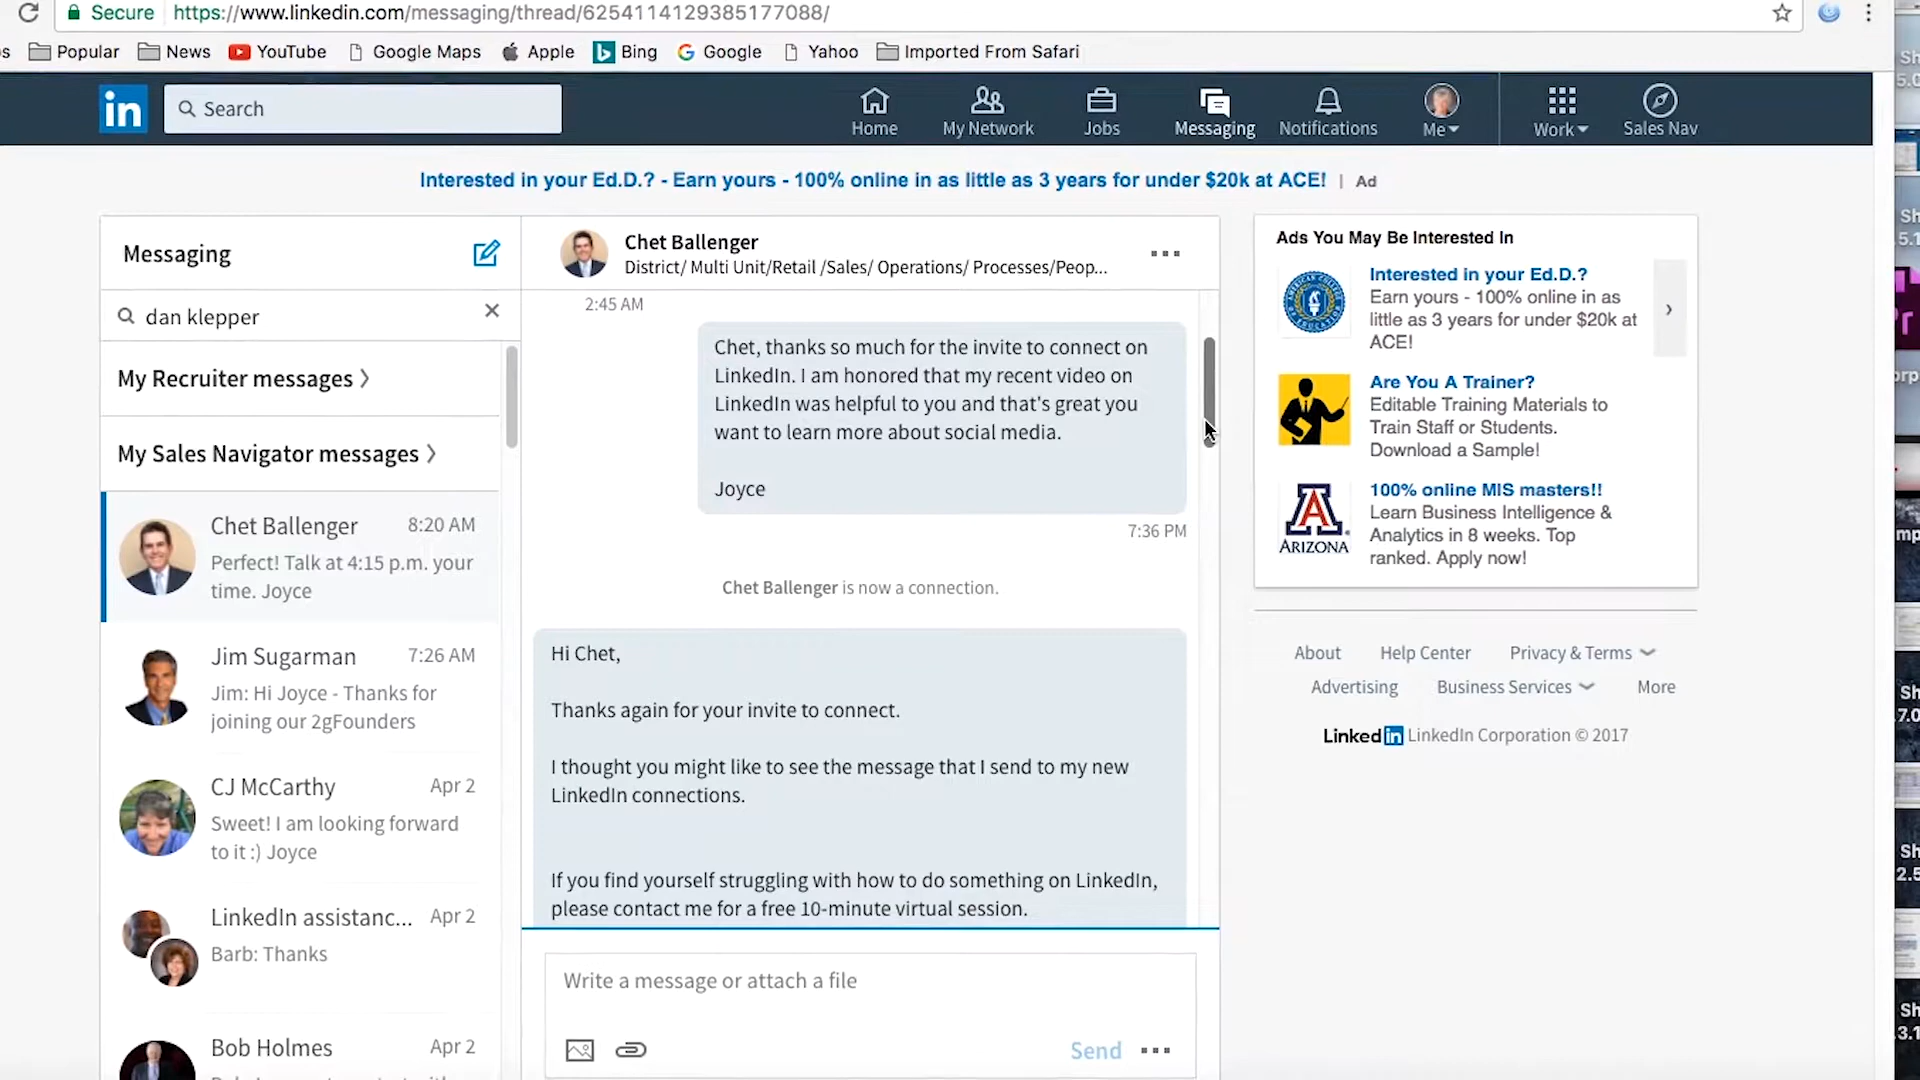 Secure https://www.linkedin.com/messaging/thread/6254114129385177088/
Popular News YouTube Google Maps Apple Bing Google Yahoo Imported From Safari
in Search Home My Network Jobs Messaging Notifications Me Work Sales Nav
Interested in your Ed.D.? - Earn yours - 100% online in as little as 3 years for under $20k at ACE! | Ad
Messaging
dan klepper
My Recruiter messages
My Sales Navigator messages
Chet Ballenger 8:20 AM
Perfect! Talk at 4:15 p.m. your
time. Joyce
Jim Sugarman 7:26 AM
Jim: Hi Joyce - Thanks for
joining our 2gFounders
CJ McCarthy Apr 2
Sweet! I am looking forward
to it :) Joyce
LinkedIn assistanc... Apr 2
Barb: Thanks
Bob Holmes Apr 2
Chet Ballenger
District/ Multi Unit/Retail /Sales/ Operations/ Processes/Peop...
2:45 AM
Chet, thanks so much for the invite to connect on
LinkedIn. I am honored that my recent video on
LinkedIn was helpful to you and that's great you
want to learn more about social media.
Joyce
7:36 PM
Chet Ballenger is now a connection.
Hi Chet,
Thanks again for your invite to connect.
I thought you might like to see the message that I send to my new
LinkedIn connections.
If you find yourself struggling with how to do something on LinkedIn,
please contact me for a free 10-minute virtual session.
Write a message or attach a file
Send
Ads You May Be Interested In
Interested in your Ed.D.?
Earn yours - 100% online in as
little as 3 years for under $20k at
ACE!
Are You A Trainer?
Editable Training Materials to
Train Staff or Students.
Download a Sample!
ARIZONA
100% online MIS masters!!
Learn Business Intelligence &
Analytics in 8 weeks. Top
ranked. Apply now!
About Help Center Privacy & Terms
Advertising Business Services More
Linked in LinkedIn Corporation © 2017